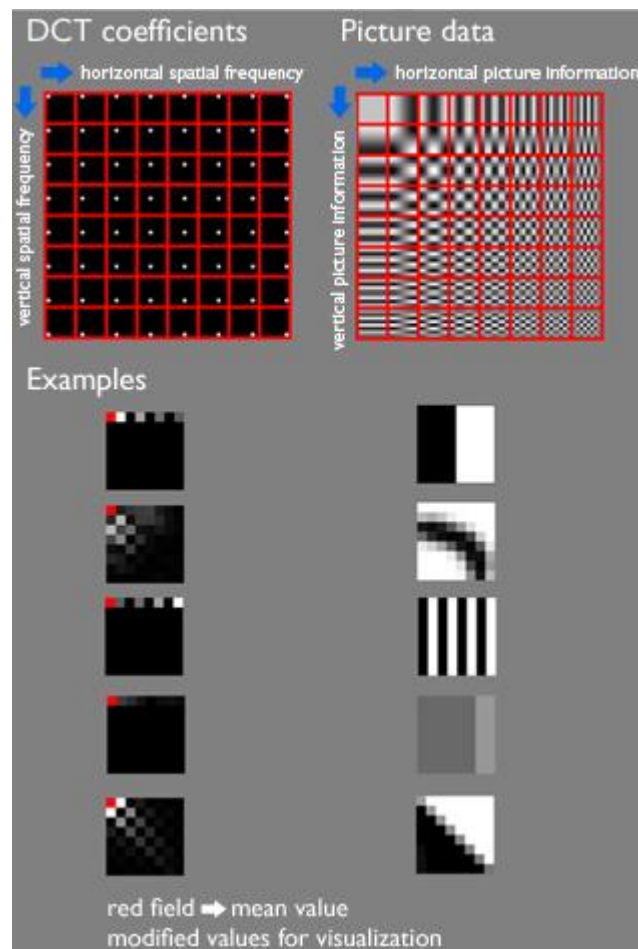 DCT coefficients
Picture data
horizontal spatial frequency
horizontal picture information
vertical spatial frequency
vertical picture information
Examples
red field ➡ mean value
modified values for visualization